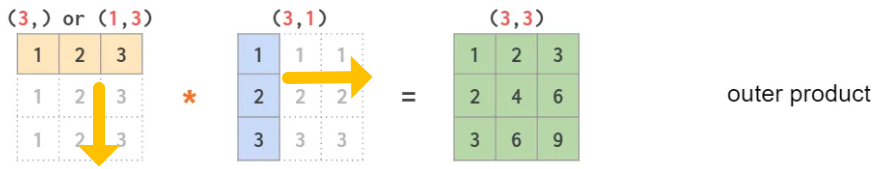 (3,) or (1,3) (3,1) (3,3)
1 2 3 1 1 1 1 2 3
1 2 3 * 2 2 2 = 2 4 6 outer product
1 2 3 3 3 3 3 6 9